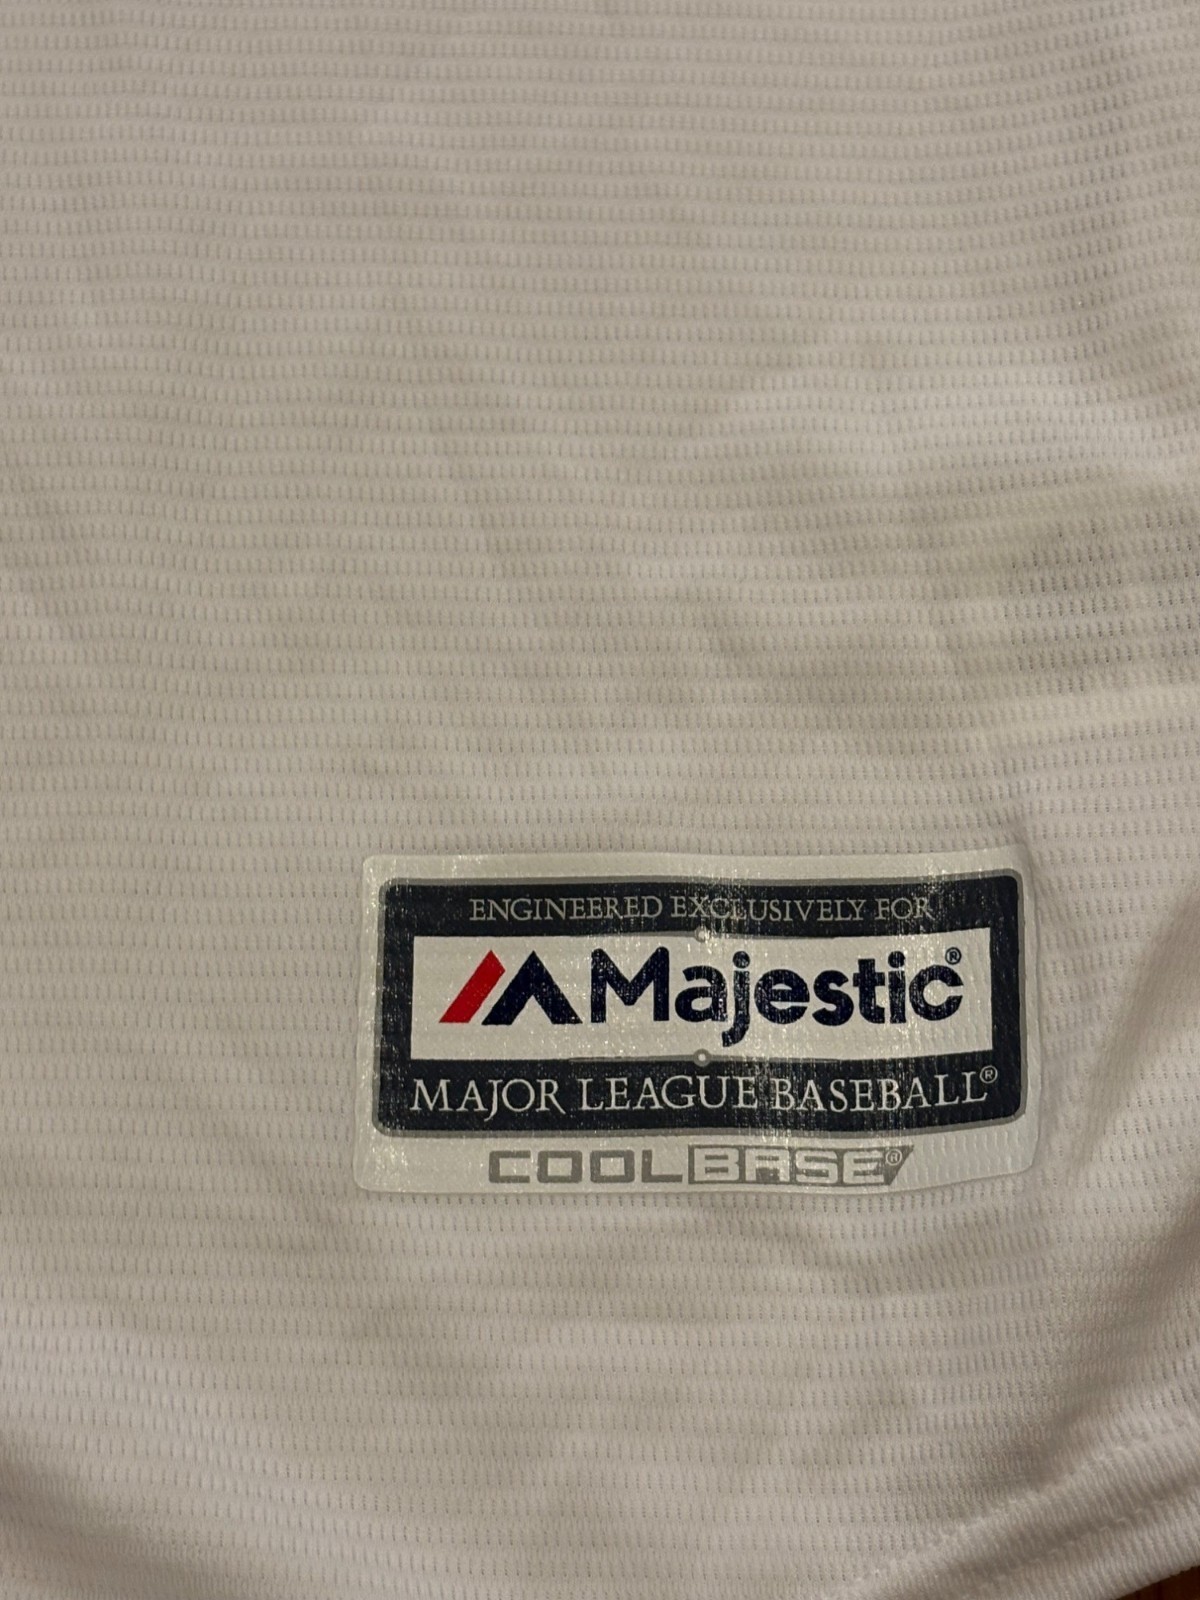 ENGINEERED EXCLUSIVELY FOR
Majestic®
MAJOR LEAGUE BASEBALL®
COOLBASE®